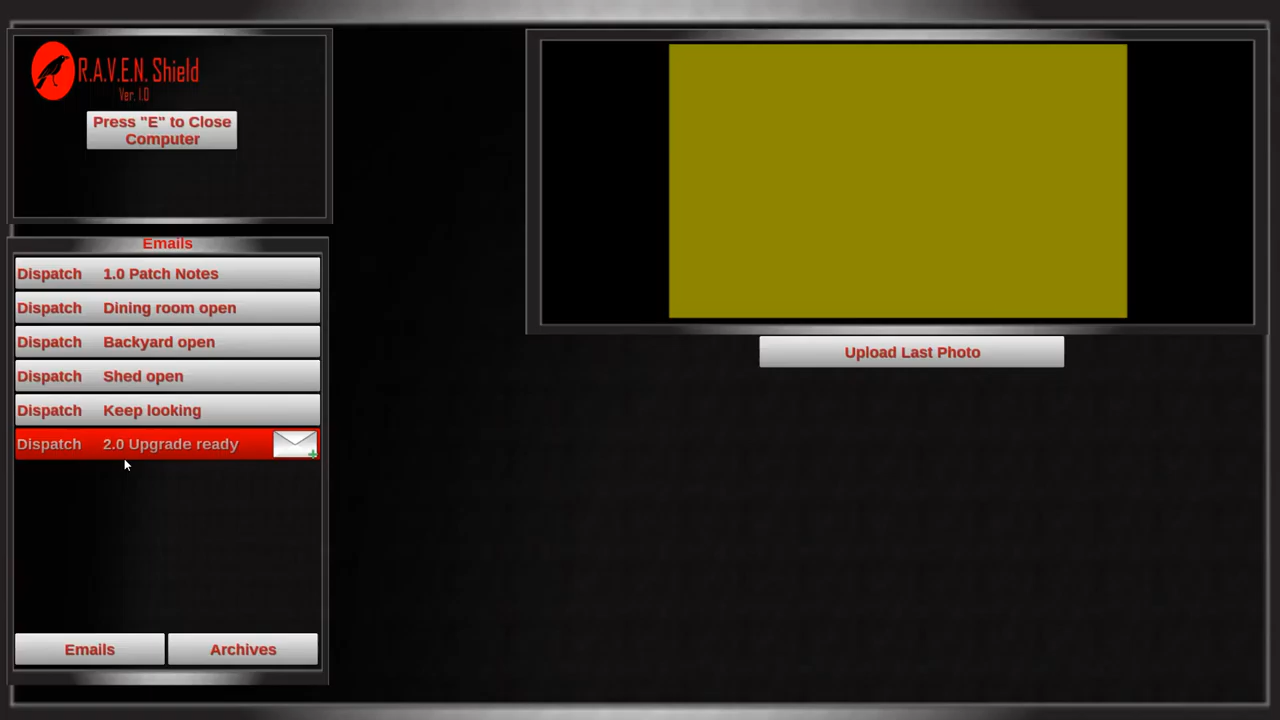 R.A.V.E.N. Shield
Ver. 1.0
Press "E" to Close
Computer
Emails
Dispatch 1.0 Patch Notes
Dispatch Dining room open
Dispatch Backyard open
Dispatch Shed open
Dispatch Keep looking
Dispatch 2.0 Upgrade ready
Emails Archives
Upload Last Photo